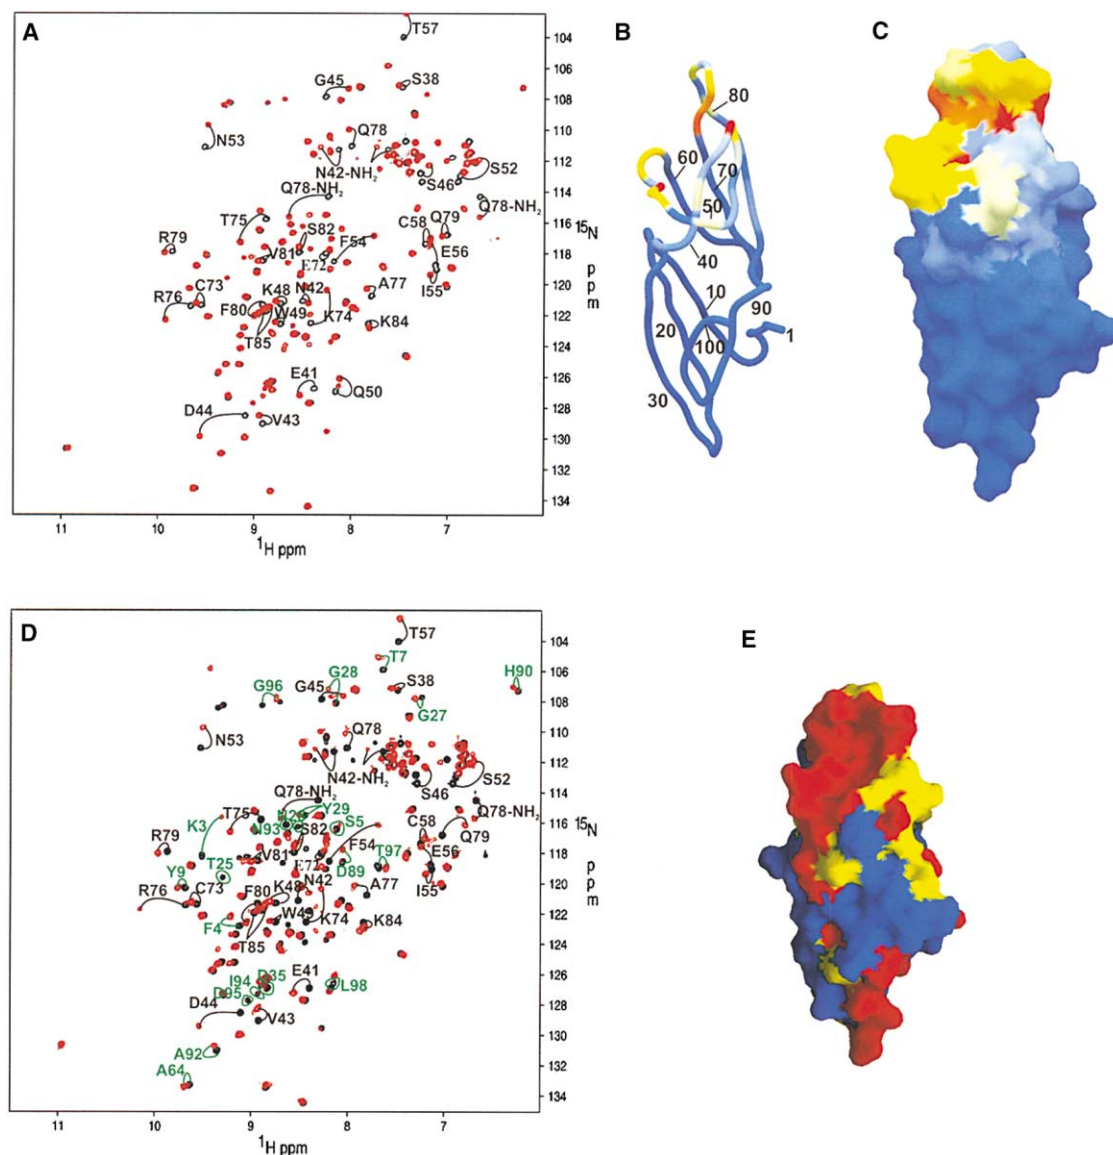 A
T57
G45
S38
Q78
N53
N42-NH2
S46
S52
Q78-NH2
Q78-NH2
T75
S82
C58
Q79
R79
V81
E72
F54
E56
A77
I55
R76
C73
K48
N42
F80
W49
K74
K84
T85
E41
Q50
D44
V43
104
106
108
110
112
114
116
118
120
122
124
126
128
130
132
134
15N
p
p
m
11
10
9
8
7
1H ppm
B
80
60
70
50
40
10
90
20
100
1
30
C
D
T57
T7
G28
H90
G96
G45
S38
G27
N53
Q78
N42-NH2
S46
S52
Q78-NH2
Q78-NH2
Y29
K3
T75
S5
C58
Q79
R79
N93
S82
F54
E56
V81
E72
T97
T25
Y9
D89
N42
I55
R76
C73
F80
K48
A77
W49
K74
K84
F4
T85
I94
D35
E41
L98
D95
D44
V43
A92
A64
104
106
108
110
112
114
116
118
120
122
124
126
128
130
132
134
15N
p
p
m
11
10
9
8
7
1H ppm
E